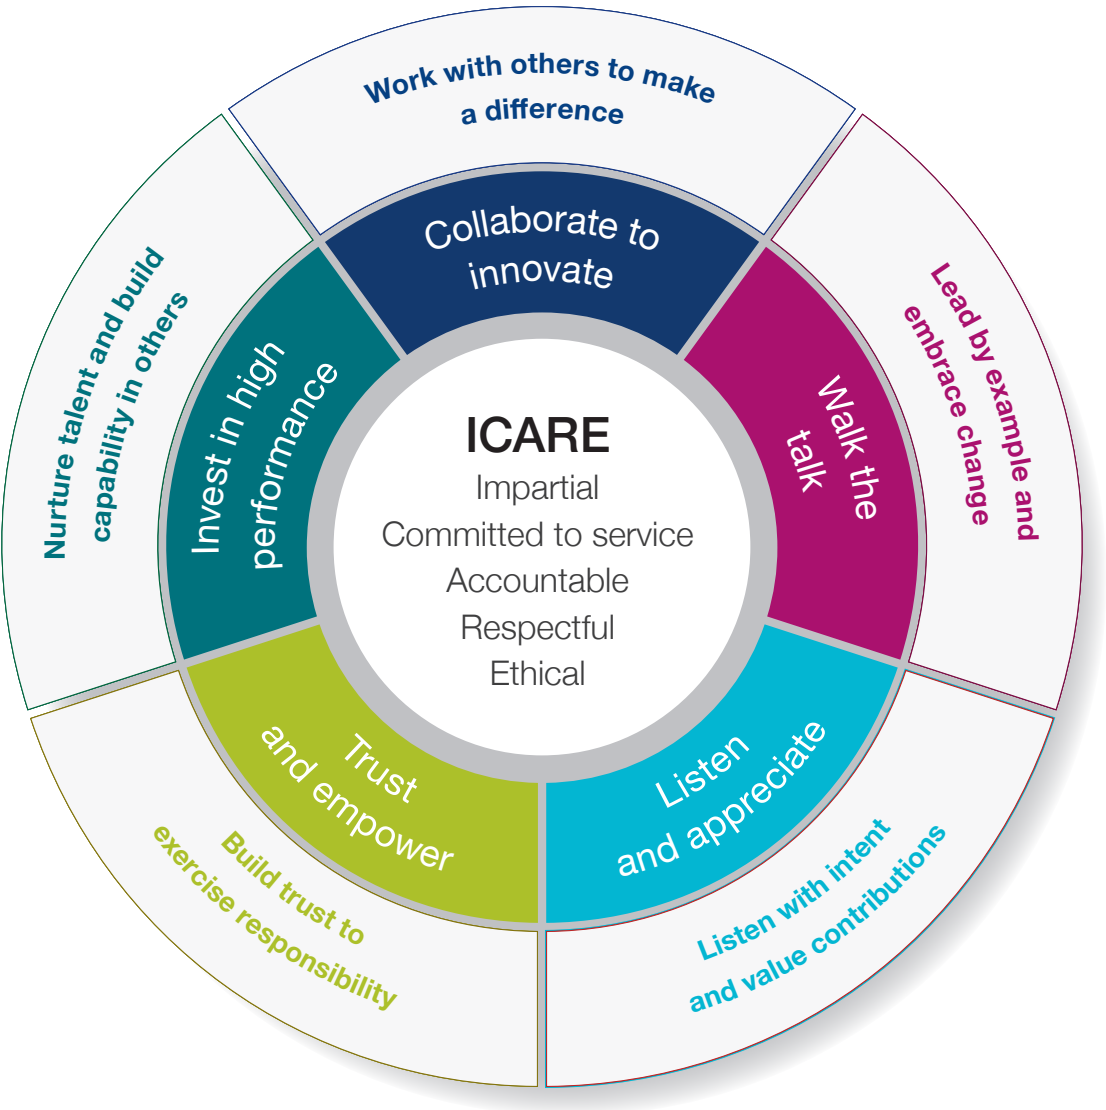 Work with others to make
a difference
Collaborate to
innovate
Lead by example and
embrace change
Walk the
talk
Listen
and appreciate
Listen with intent
and value contributions
Trust
and empower
Build trust to
exercise responsibility
Invest in high
performance
Nurture talent and build
capability in others
ICARE
Impartial
Committed to service
Accountable
Respectful
Ethical